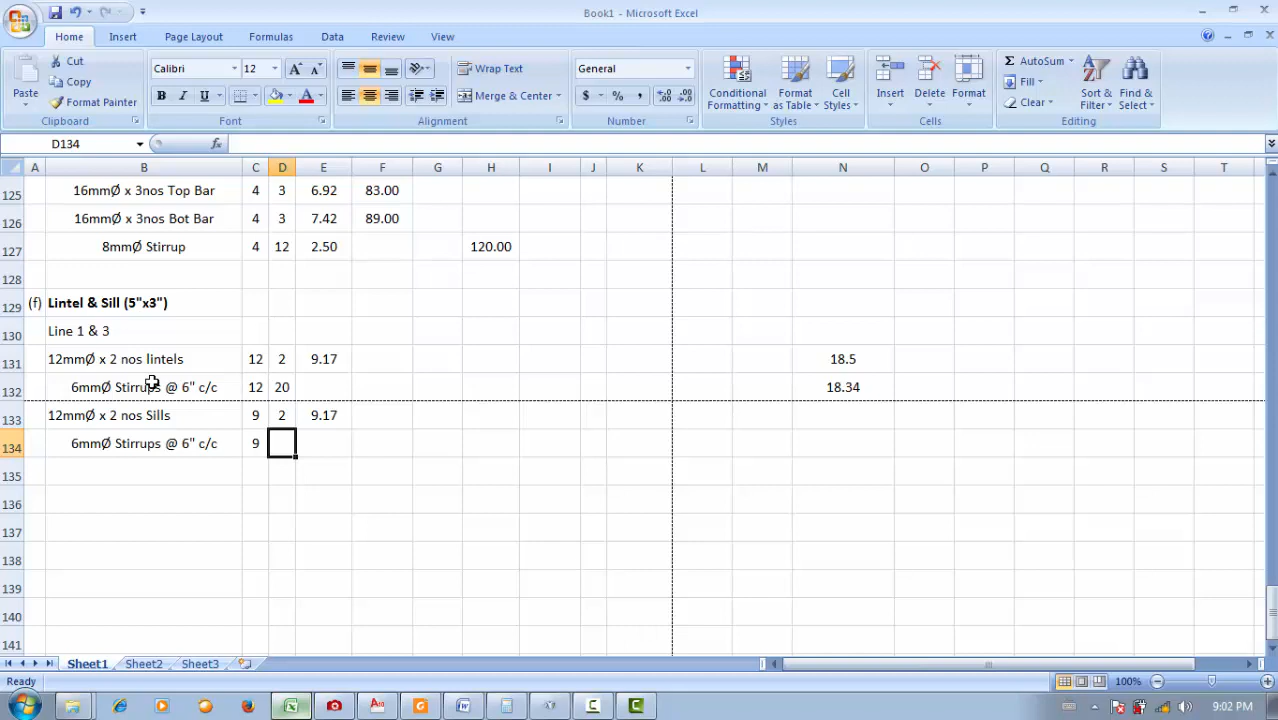 Book1 - Microsoft Excel
Home Insert Page Layout Formulas Data Review View
Paste Cut Copy Format Painter Clipboard
Calibri 12 B I U Font
Wrap Text Merge & Center Alignment
General $ % , Number
Conditional Formatting Format as Table Cell Styles Styles
Insert Delete Format Cells
Σ AutoSum Fill Clear Sort & Filter Find & Select Editing
D134 fx
A B C D E F G H I J K L M N O P Q R S T
125 16mmØ x 3nos Top Bar 4 3 6.92 83.00
126 16mmØ x 3nos Bot Bar 4 3 7.42 89.00
127 8mmØ Stirrup 4 12 2.50 120.00
128
129 (f) Lintel & Sill (5"x3")
130 Line 1 & 3
131 12mmØ x 2 nos lintels 12 2 9.17 18.5
132 6mmØ Stirrups @ 6" c/c 12 20 18.34
133 12mmØ x 2 nos Sills 9 2 9.17
134 6mmØ Stirrups @ 6" c/c 9
135
136
137
138
139
140
141
Sheet1 Sheet2 Sheet3
Ready 100%
9:02 PM